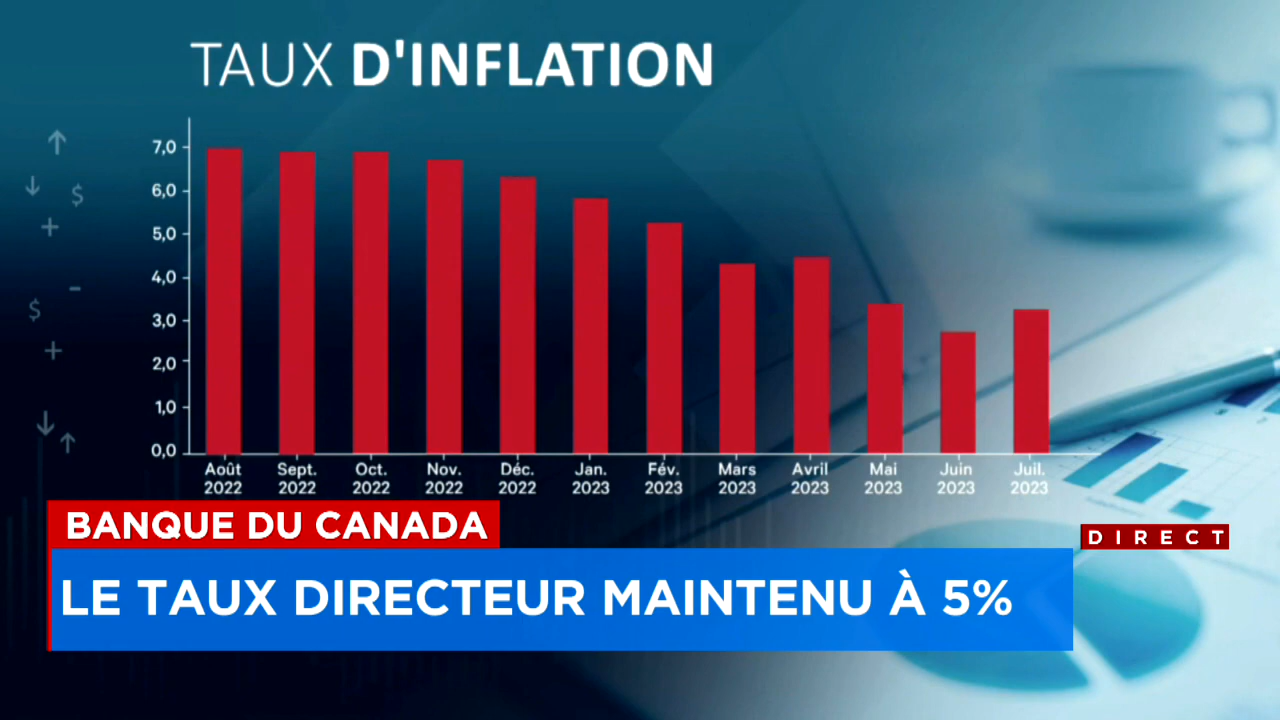 TAUX D'INFLATION
7,0
6,0
5,0
4,0
3,0
2,0
1,0
0,0
Août Sept. Oct. Nov. Déc. Jan. Fév. Mars Avril Mai Juin Juil.
2022 2022 2022 2022 2022 2023 2023 2023 2023 2023 2023 2023
BANQUE DU CANADA
DIRECT
LE TAUX DIRECTEUR MAINTENU À 5%